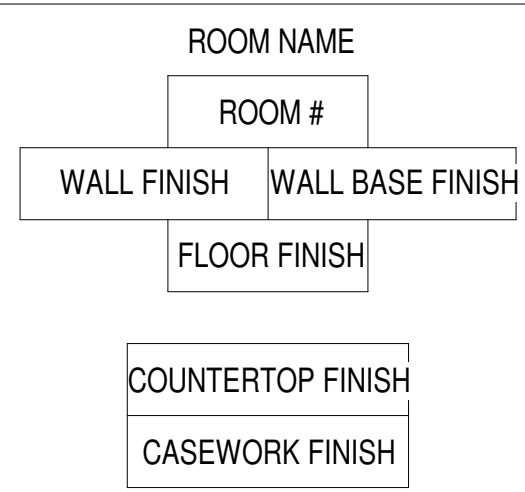 ROOM NAME
ROOM #
WALL FINISH WALL BASE FINISH
FLOOR FINISH
COUNTERTOP FINISH
CASEWORK FINISH